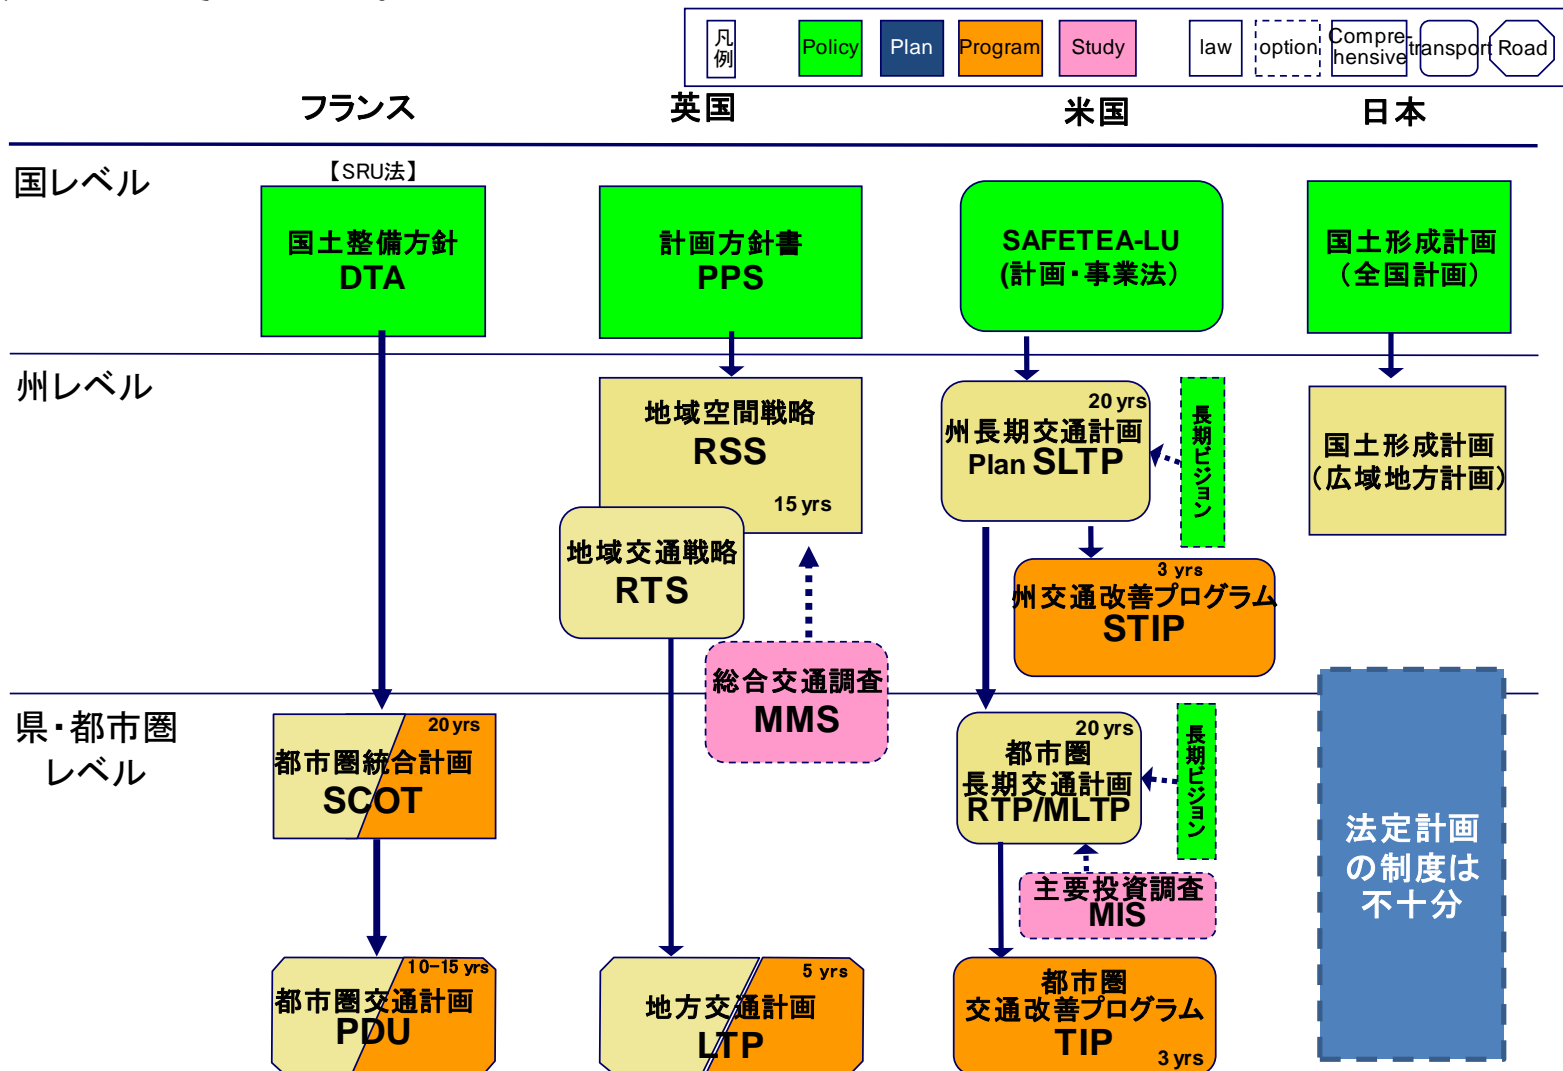 凡例
Policy
Plan
Program
Study
law
option
Compre-
hensive
transport
Road
フランス
英国
米国
日本
国レベル
【SRU法】
国土整備方針
DTA
計画方針書
PPS
SAFETEA-LU
(計画・事業法)
国土形成計画
(全国計画)
州レベル
地域空間戦略
RSS
15 yrs
地域交通戦略
RTS
20 yrs
州長期交通計画
Plan SLTP
長期ビジョン
3 yrs
州交通改善プログラム
STIP
国土形成計画
(広域地方計画)
総合交通調査
MMS
県・都市圏
レベル
20 yrs
都市圏統合計画
SCOT
20 yrs
都市圏
長期交通計画
RTP/MLTP
長期ビジョン
主要投資調査
MIS
法定計画
の制度は
不十分
10-15 yrs
都市圏交通計画
PDU
5 yrs
地方交通計画
LTP
都市圏
交通改善プログラム
TIP
3 yrs